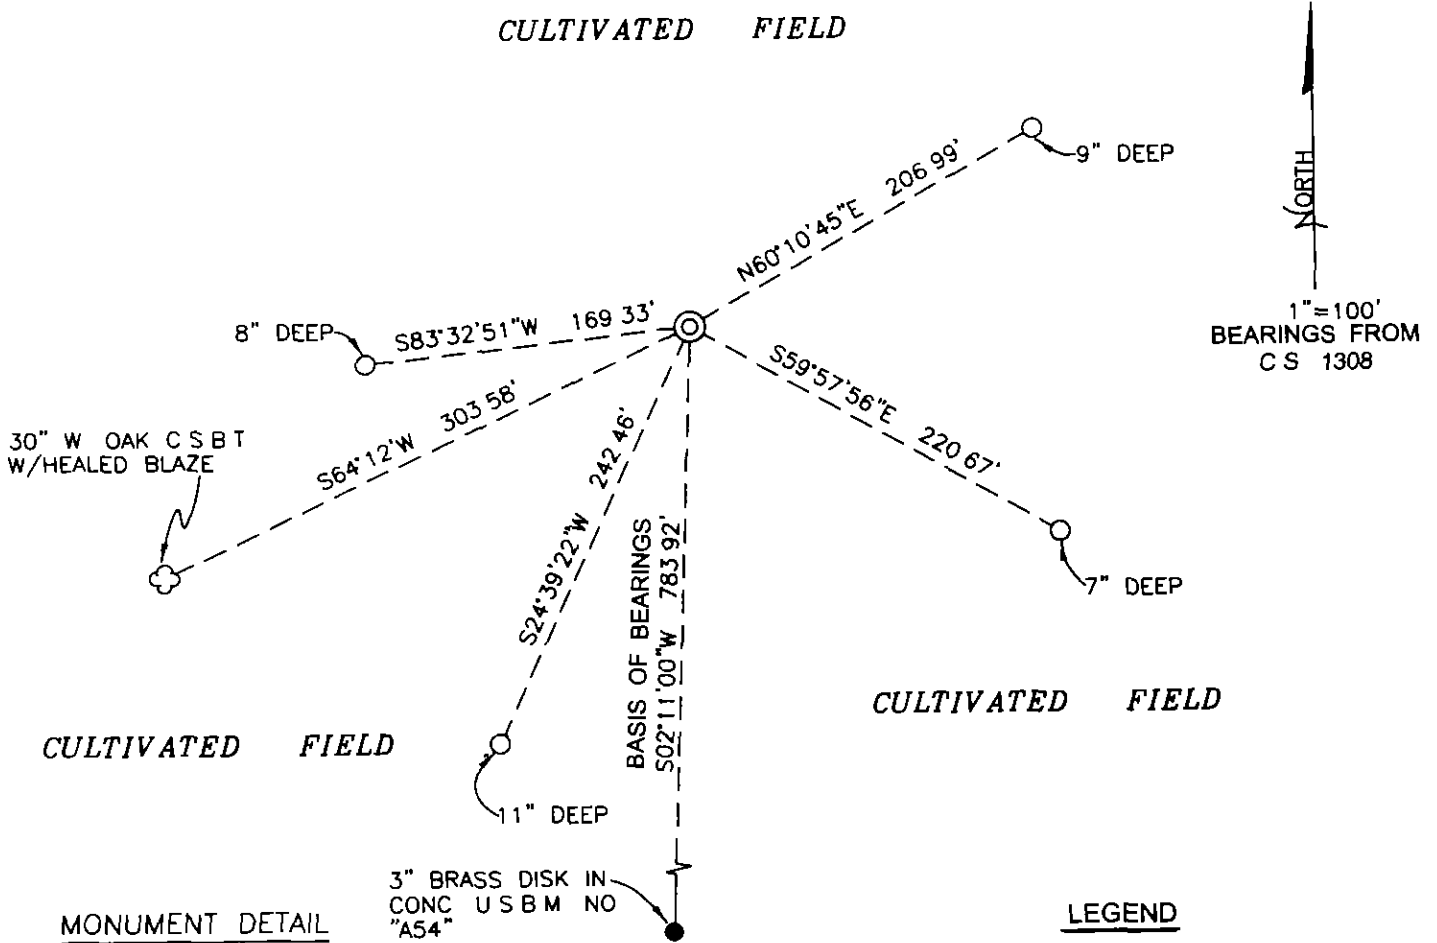 CULTIVATED FIELD
9" DEEP
N60°10'45"E 206 99'
NORTH
1"=100'
BEARINGS FROM
C S 1308
8" DEEP
S83°32'51"W 169 33'
S59°57'56"E 220 67'
30" W OAK C S B T
W/HEALED BLAZE
S64°12'W 303 58'
S24°39'22"W 242 46'
BASIS OF BEARINGS
S02°11'00"W 783 92'
7" DEEP
CULTIVATED FIELD
CULTIVATED FIELD
11" DEEP
3" BRASS DISK IN
CONC U S B M NO
"A54"
MONUMENT DETAIL
LEGEND